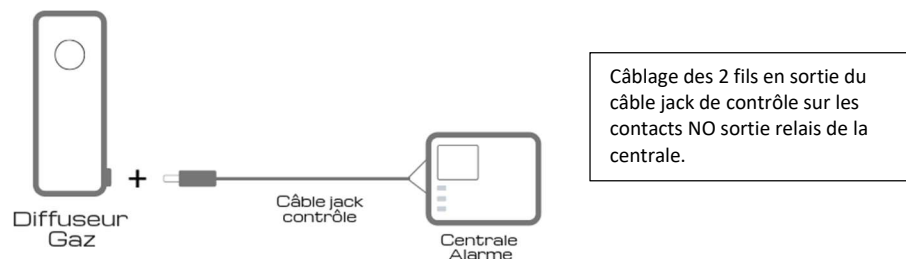 Câblage des 2 fils en sortie du
câble jack de contrôle sur les
contacts NO sortie relais de la
centrale.
+
Diffuseur
Gaz
Câble jack
contrôle
Centrale
Alarme